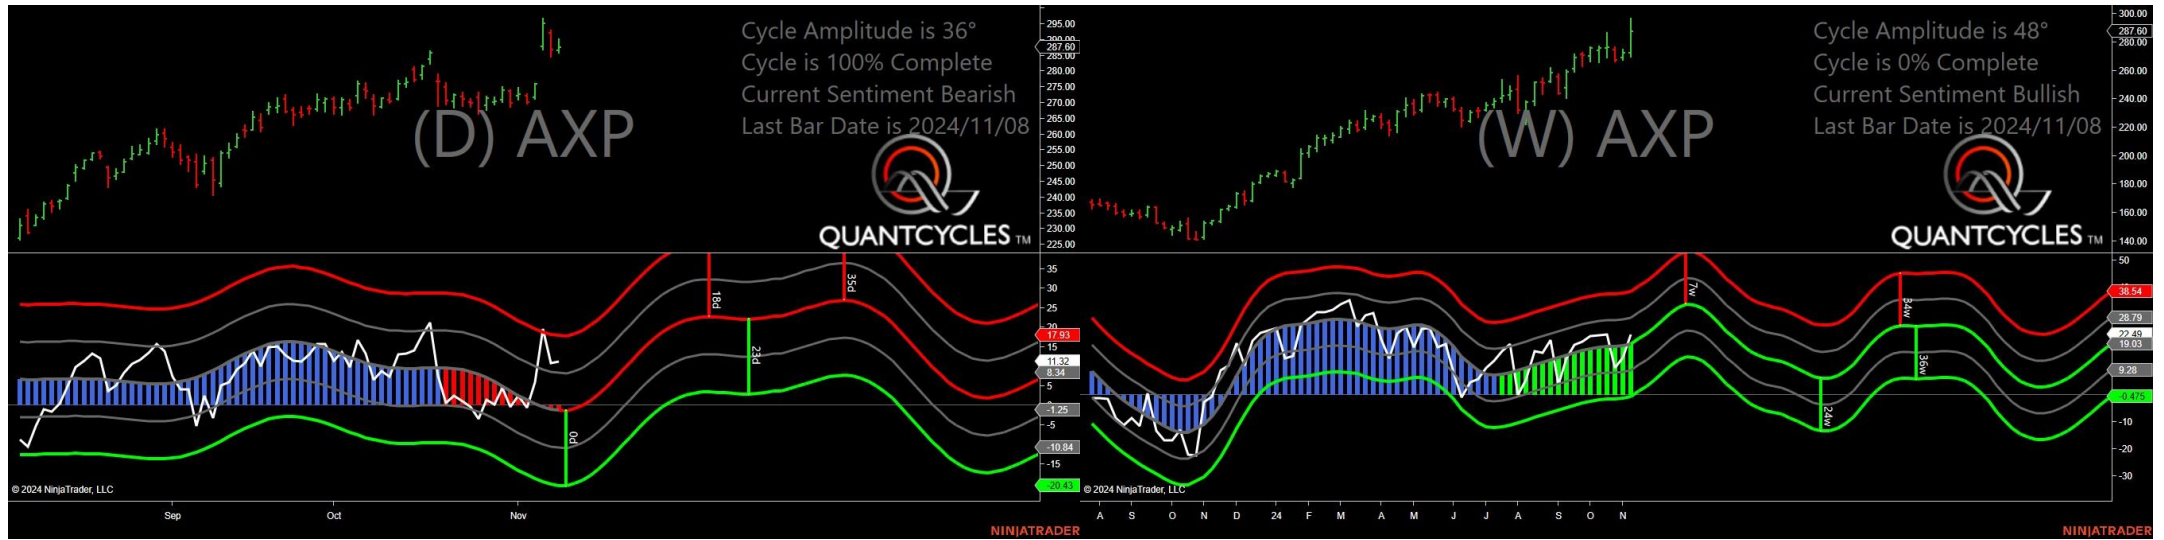 Cycle Amplitude is 36°
Cycle is 100% Complete
Current Sentiment Bearish
Last Bar Date is 2024/11/08
(D) AXP
QUANTCYCLES TM
295.00
287.60
285.00
280.00
275.00
270.00
265.00
260.00
255.00
250.00
245.00
240.00
235.00
230.00
225.00
18d
35d
23d
0d
35
30
25
20
17.93
15
11.32
8.34
5
-1.25
-5
-10.84
-15
-20.43
© 2024 NinjaTrader, LLC
Sep Oct Nov
NINJATRADER
Cycle Amplitude is 48°
Cycle is 0% Complete
Current Sentiment Bullish
Last Bar Date is 2024/11/08
(W) AXP
QUANTCYCLES TM
300.00
287.60
280.00
260.00
240.00
220.00
200.00
180.00
160.00
140.00
7w
34w
24w
36w
50
38.54
28.79
22.49
19.03
9.28
-0.475
-10
-20
-30
© 2024 NinjaTrader, LLC
A S O N D 24 F M A M J J A S O N
NINJATRADER